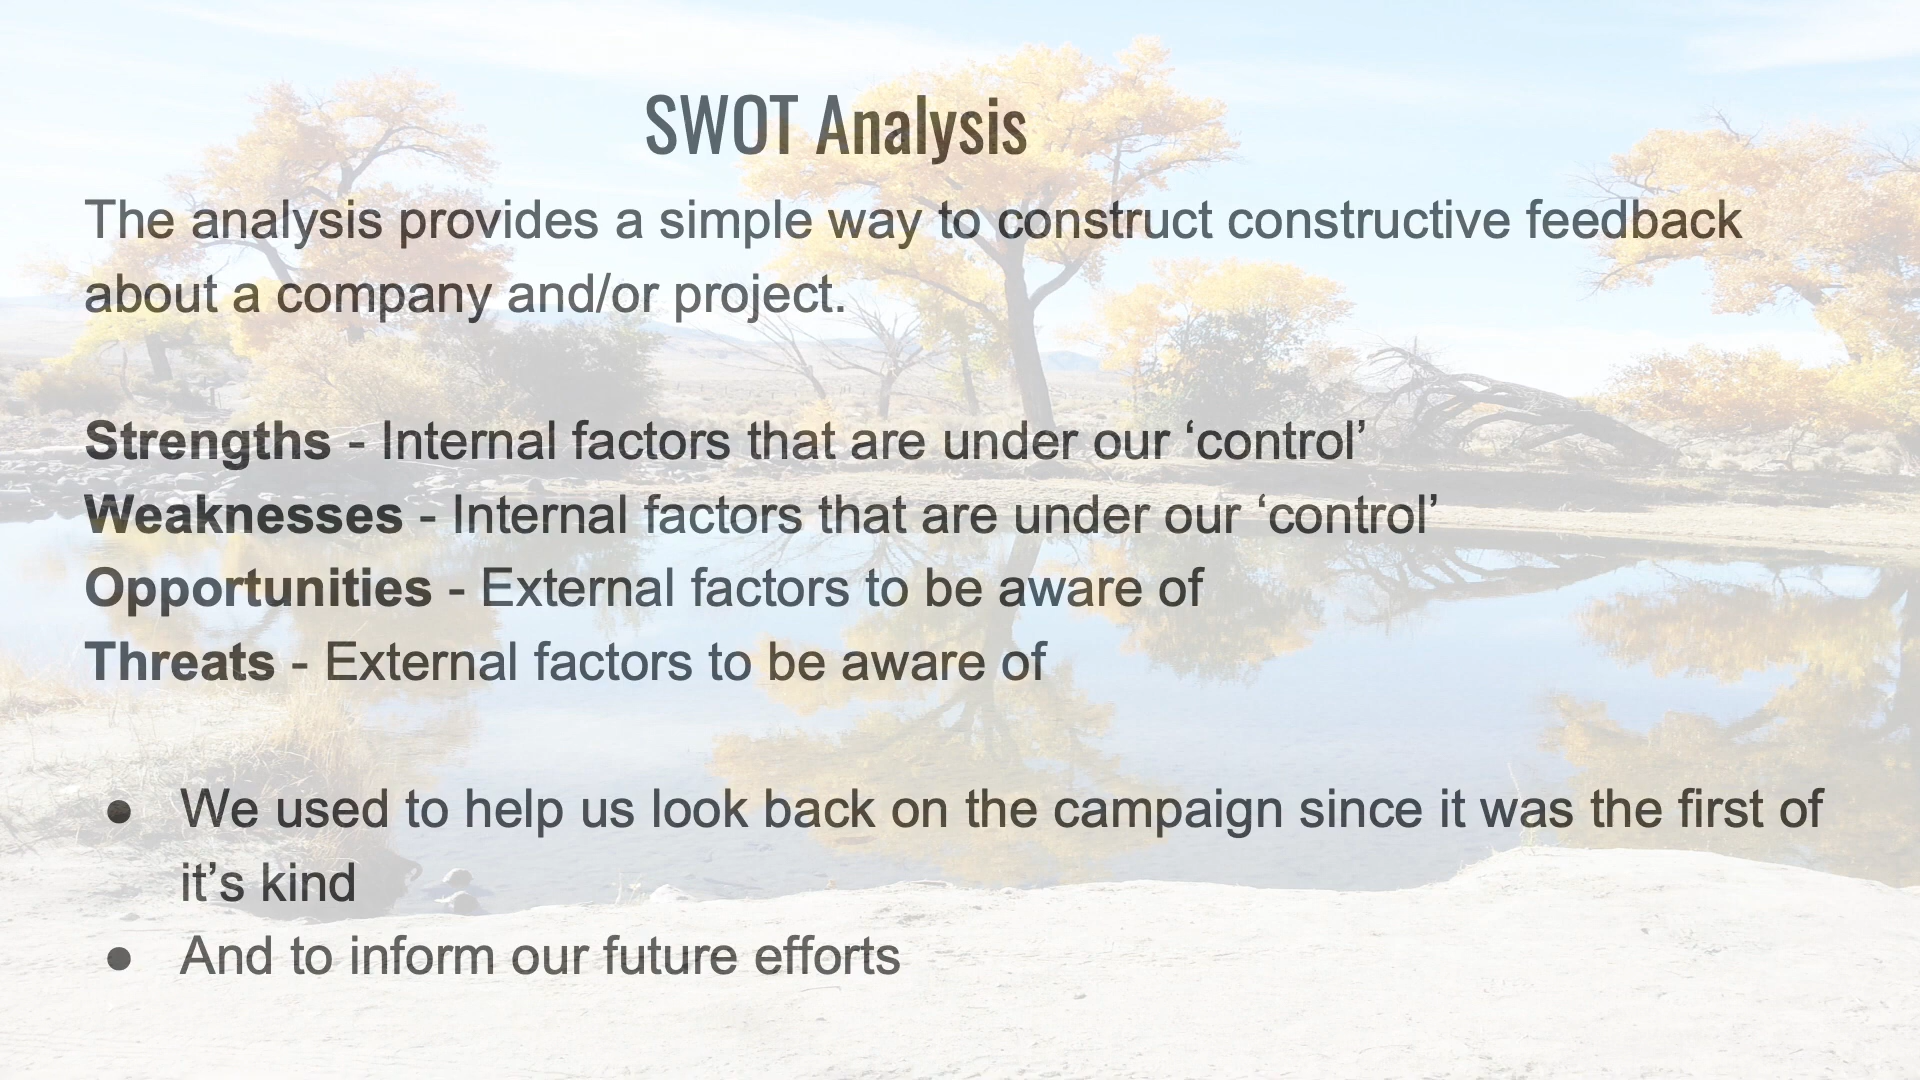 SWOT Analysis
The analysis provides a simple way to construct constructive feedback
about a company and/or project.
Strengths - Internal factors that are under our ‘control’
Weaknesses - Internal factors that are under our ‘control’
Opportunities - External factors to be aware of
Threats - External factors to be aware of
● We used to help us look back on the campaign since it was the first of
it’s kind
● And to inform our future efforts